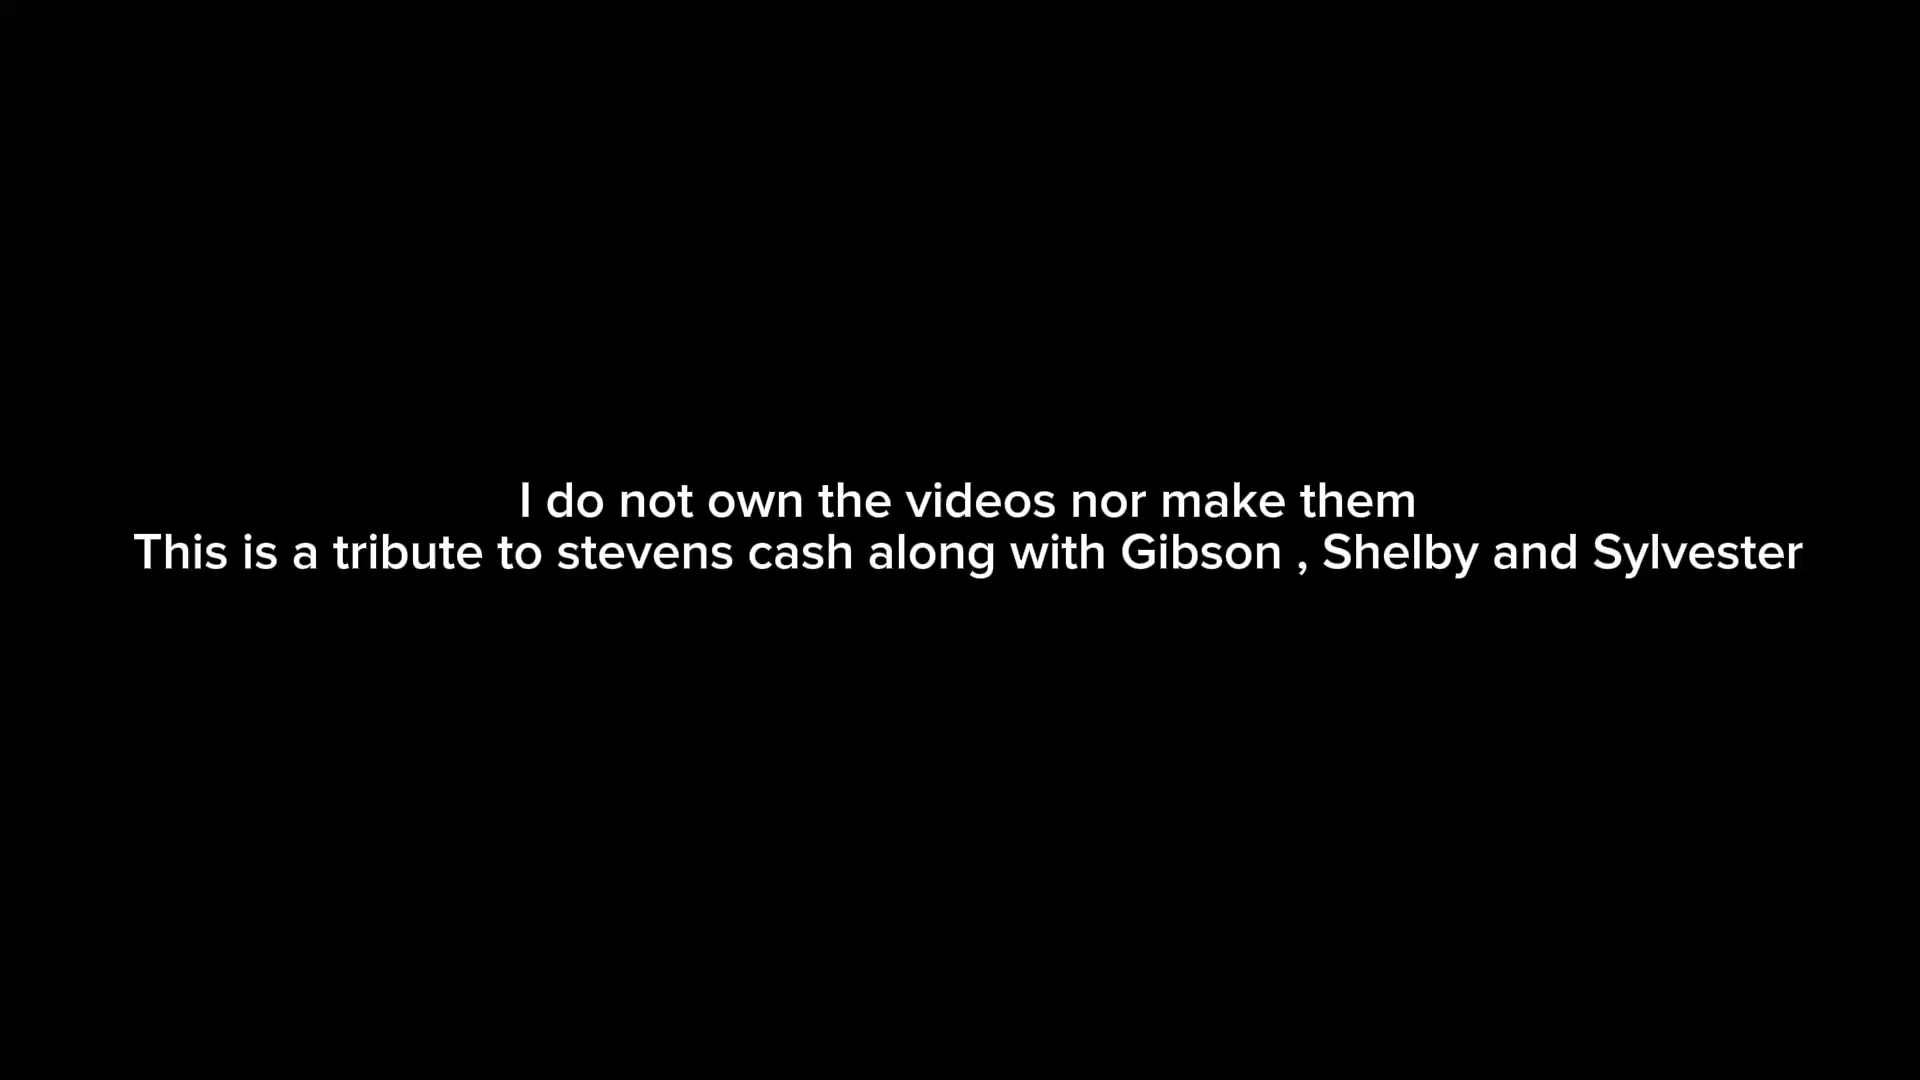 I do not own the videos nor make them
This is a tribute to stevens cash along with Gibson , Shelby and Sylvester